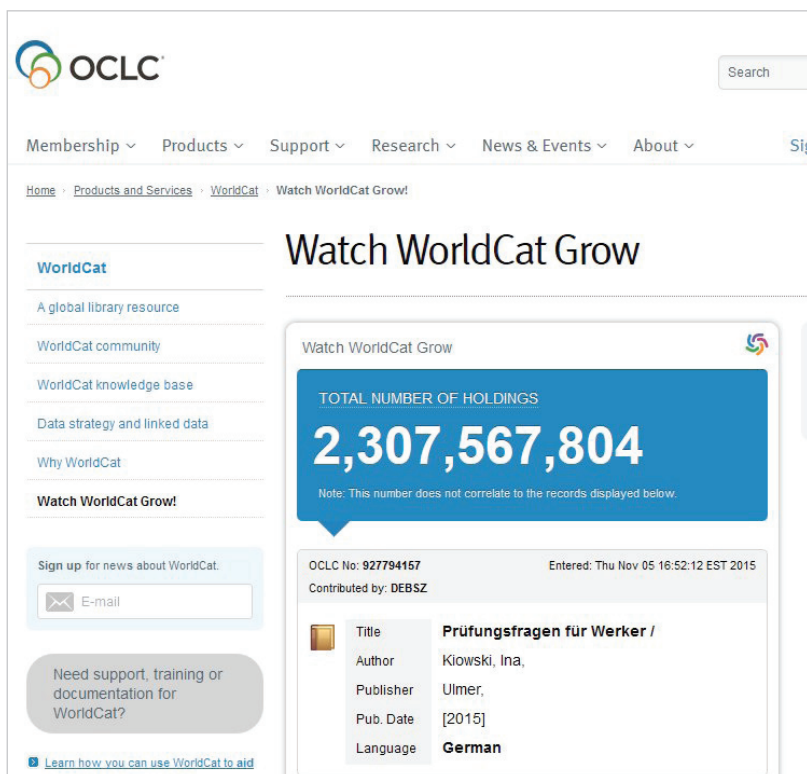 OCLC
Search
Membership Products Support Research News & Events About
Home Products and Services WorldCat Watch WorldCat Grow!
Watch WorldCat Grow
WorldCat
A global library resource
WorldCat community
WorldCat knowledge base
Data strategy and linked data
Why WorldCat
Watch WorldCat Grow!
Sign up for news about WorldCat.
E-mail
Need support, training or
documentation for
WorldCat?
Learn how you can use WorldCat to aid
Watch WorldCat Grow
TOTAL NUMBER OF HOLDINGS
2,307,567,804
Note: This number does not correlate to the records displayed below.
OCLC No: 927794157 Entered: Thu Nov 05 16:52:12 EST 2015
Contributed by: DEBSZ
Title Prüfungsfragen für Werker /
Author Kiowski, Ina,
Publisher Ulmer,
Pub. Date [2015]
Language German